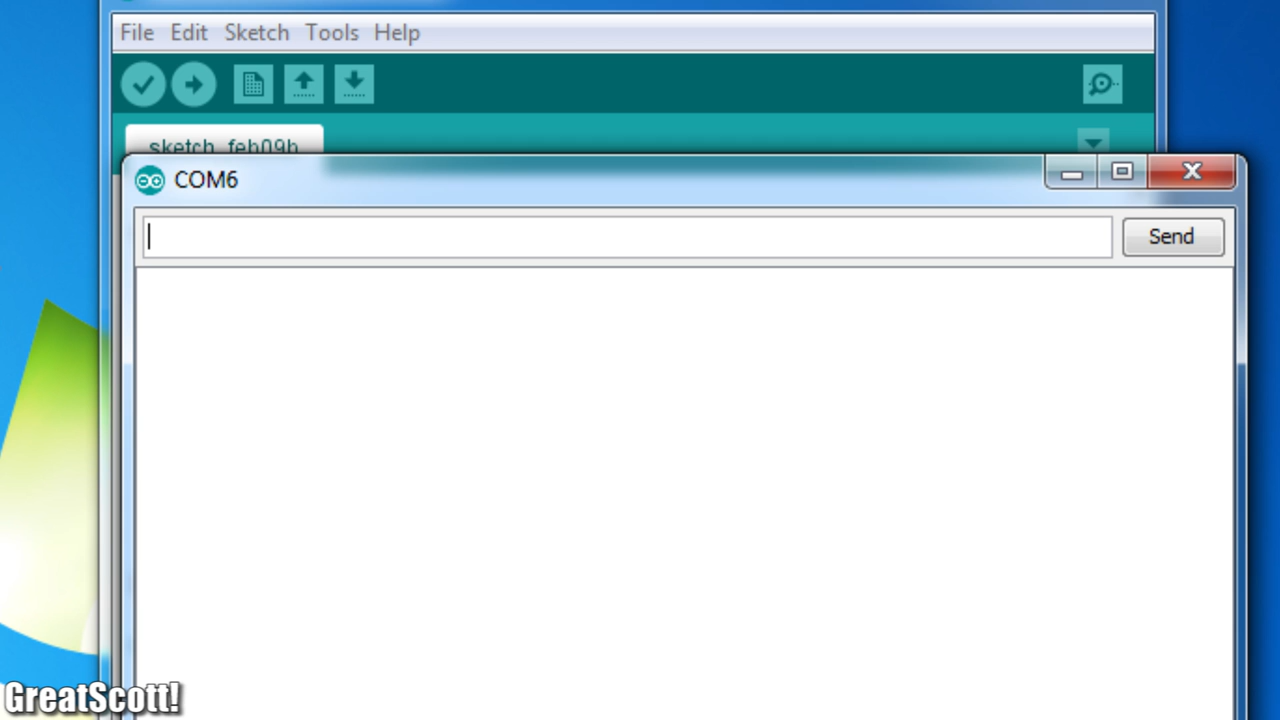 File Edit Sketch Tools Help
sketch_feb09b
COM6
Send
GreatScott!